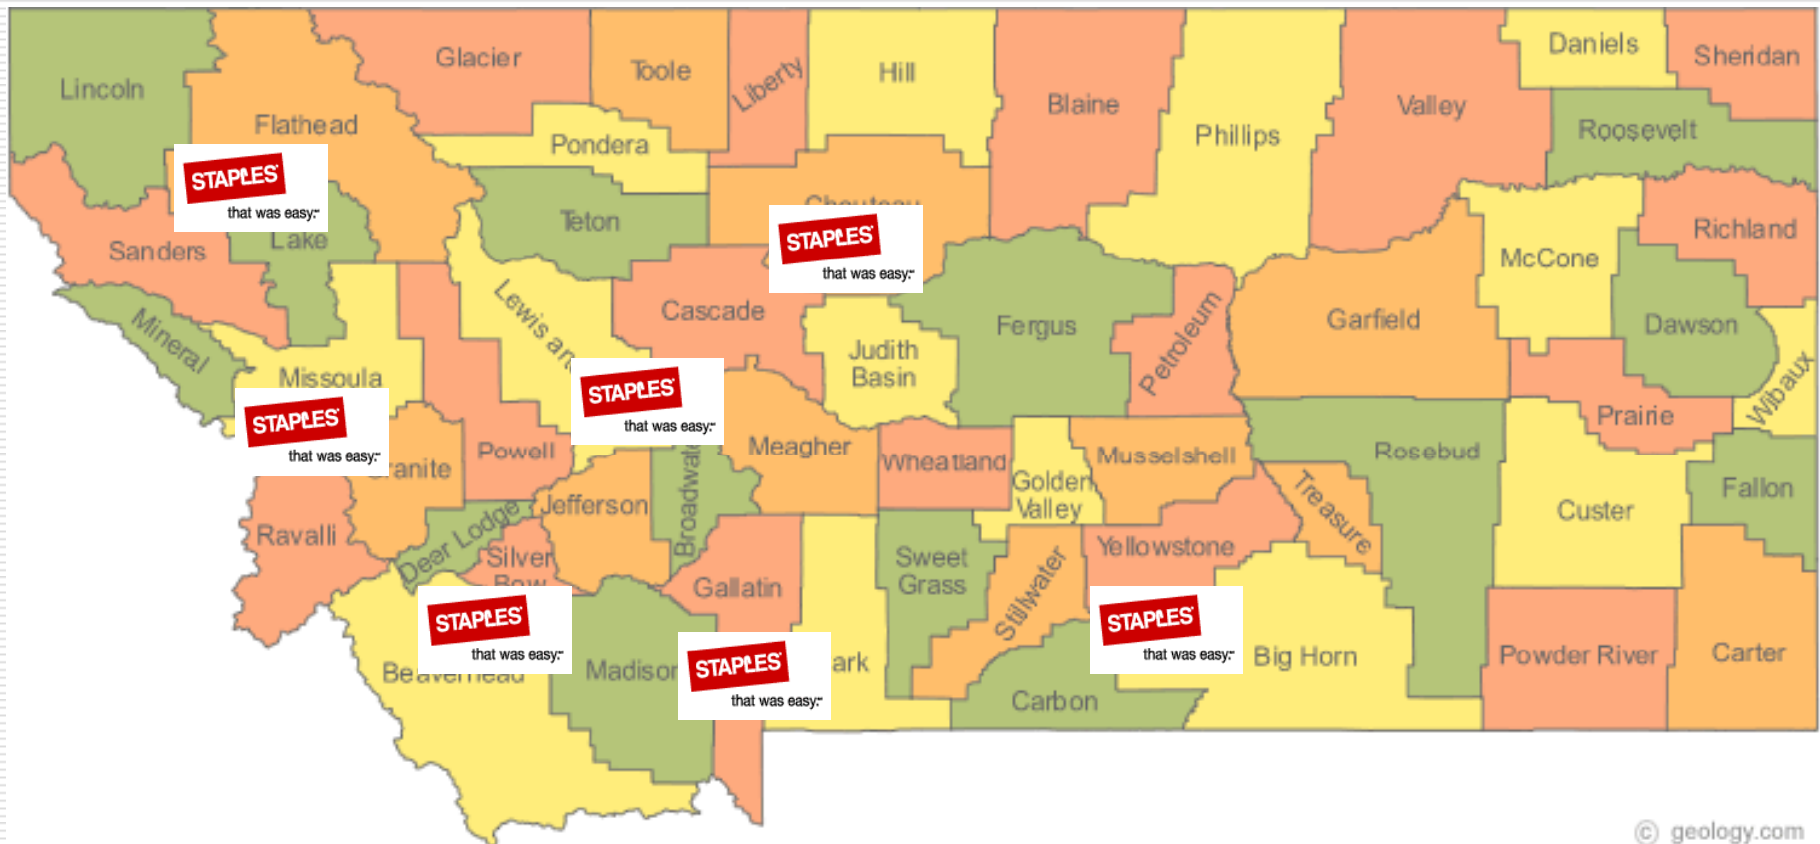 Lincoln
Flathead
Glacier
Toole
Liberty
Hill
Blaine
Phillips
Valley
Daniels
Sheridan
Roosevelt
Pondera
Teton
Chouteau
STAPLES
that was easy.
Sanders
Lake
STAPLES
that was easy.
McCone
Richland
Mineral
Missoula
Lewis an
Cascade
Judith
Basin
Fergus
Petroleum
Garfield
Dawson
Wibaux
Prairie
STAPLES
that was easy.
STAPLES
that was easy.
ranite
Powell
Meagher
Wheatland
Golden
Valley
Musselshell
Treasure
Rosebud
Custer
Fallon
Ravalli
Deer Lodge
Jefferson
Broadwate
Silver
Bow
Gallatin
Sweet
Grass
Stillwater
Yellowstone
STAPLES
that was easy.
Beaverhead
Madison
STAPLES
that was easy.
ark
Carbon
STAPLES
that was easy.
Big Horn
Powder River
Carter
© geology.com